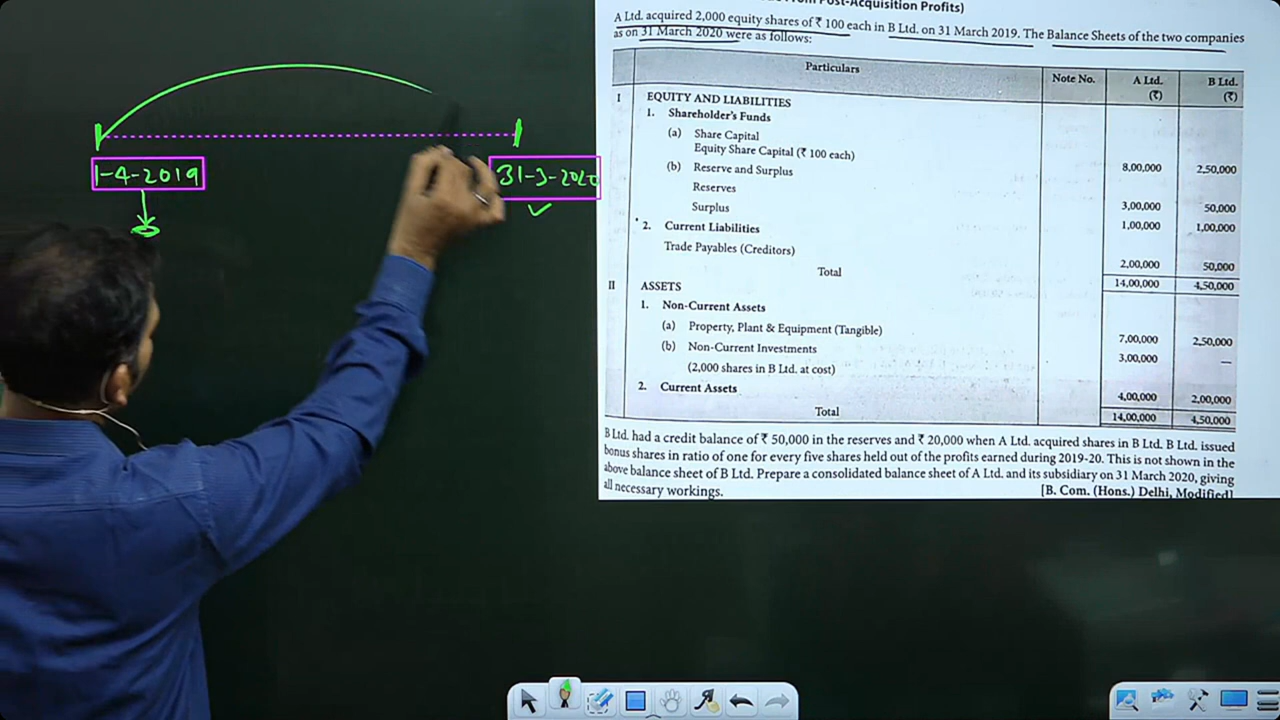 From Post-Acquisition Profits)
A Ltd. acquired 2,000 equity shares of ₹ 100 each in B Ltd. on 31 March 2019. The Balance Sheets of the two companies
as on 31 March 2020 were as follows:
Particulars Note No. A Ltd. (₹) B Ltd. (₹)
I EQUITY AND LIABILITIES
1. Shareholder's Funds
(a) Share Capital
Equity Share Capital (₹ 100 each) 8,00,000 2,50,000
(b) Reserve and Surplus
Reserves 3,00,000 50,000
Surplus 1,00,000 1,00,000
2. Current Liabilities
Trade Payables (Creditors) 2,00,000 50,000
Total 14,00,000 4,50,000
II ASSETS
1. Non-Current Assets
(a) Property, Plant & Equipment (Tangible) 7,00,000 2,50,000
(b) Non-Current Investments 3,00,000 —
(2,000 shares in B Ltd. at cost)
2. Current Assets 4,00,000 2,00,000
Total 14,00,000 4,50,000
B Ltd. had a credit balance of ₹ 50,000 in the reserves and ₹ 20,000 when A Ltd. acquired shares in B Ltd. B Ltd. issued
bonus shares in ratio of one for every five shares held out of the profits earned during 2019-20. This is not shown in the
above balance sheet of B Ltd. Prepare a consolidated balance sheet of A Ltd. and its subsidiary on 31 March 2020, giving
all necessary workings. [B. Com. (Hons.) Delhi, Modified]
1-4-2019
31-3-2020